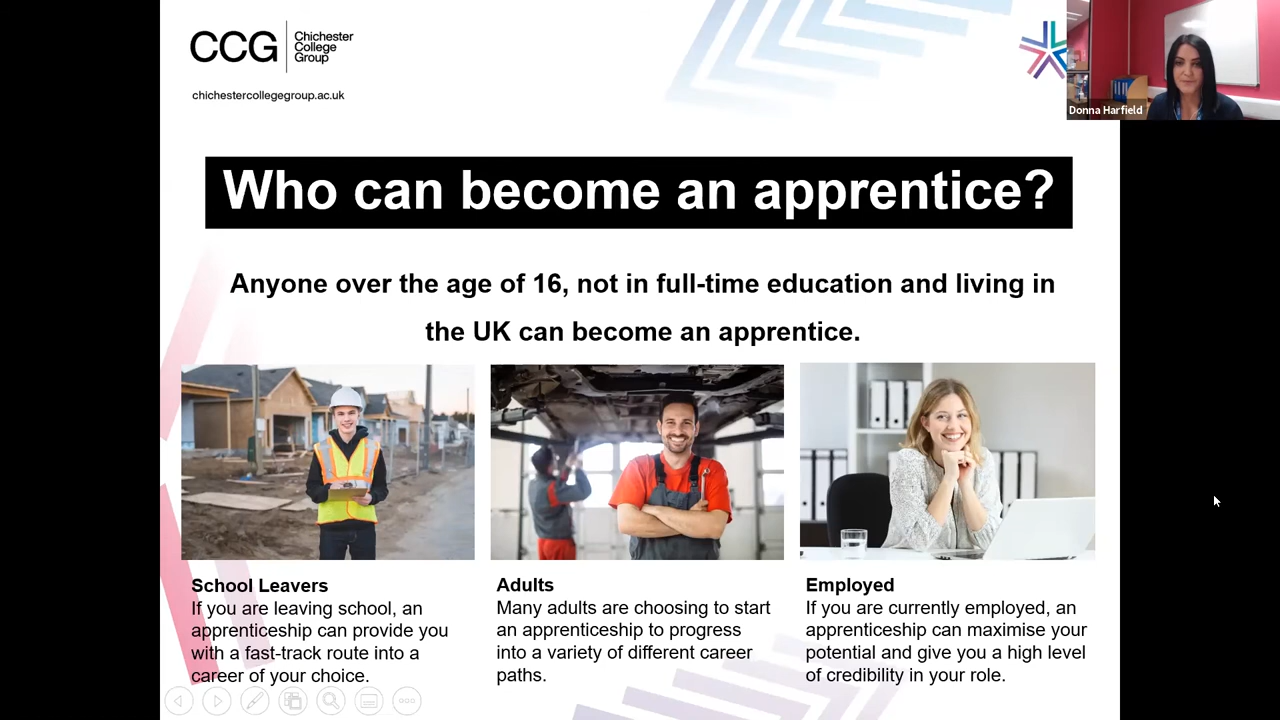 CCG
Chichester
College
Group
chichestercollegegroup.ac.uk
Donna Harfield
Who can become an apprentice?
Anyone over the age of 16, not in full-time education and living in
the UK can become an apprentice.
School Leavers
If you are leaving school, an
apprenticeship can provide you
with a fast-track route into a
career of your choice.
Adults
Many adults are choosing to start
an apprenticeship to progress
into a variety of different career
paths.
Employed
If you are currently employed, an
apprenticeship can maximise your
potential and give you a high level
of credibility in your role.